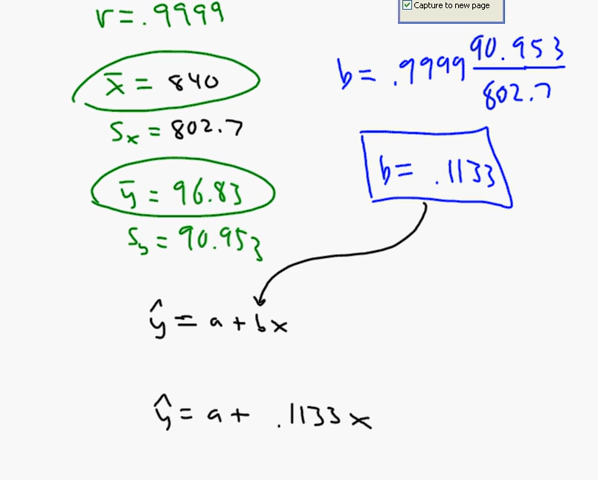 r = .9999
Capture to new page
x̄ = 840
Sx = 802.7
ȳ = 96.83
Sy = 90.953
b = .9999 90.953/802.7
b = .1133
ŷ = a + bx
ŷ = a + .1133x